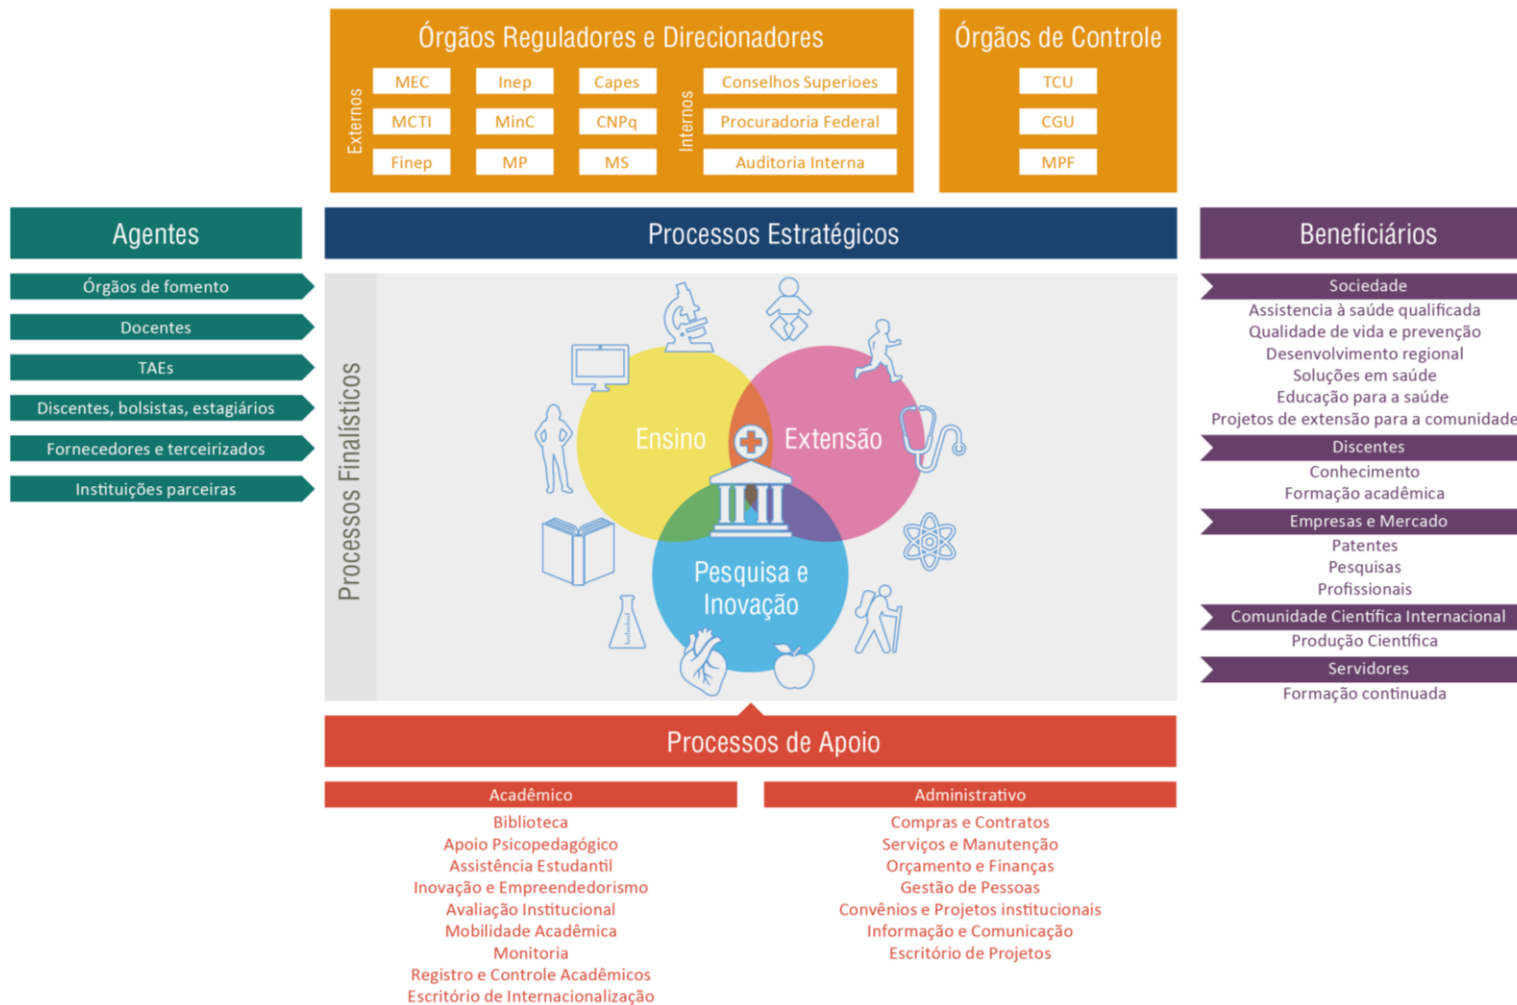 Órgãos Reguladores e Direcionadores
Externos
MEC
Inep
Capes
MCTI
MinC
CNPq
Finep
MP
MS
Internos
Conselhos Superioes
Procuradoria Federal
Auditoria Interna
Órgãos de Controle
TCU
CGU
MPF
Agentes
Órgãos de fomento
Docentes
TAEs
Discentes, bolsistas, estagiários
Fornecedores e terceirizados
Instituições parceiras
Processos Estratégicos
Processos Finalísticos
Ensino
Extensão
Pesquisa e
Inovação
Beneficiários
Sociedade
Assistencia à saúde qualificada
Qualidade de vida e prevenção
Desenvolvimento regional
Soluções em saúde
Educação para a saúde
Projetos de extensão para a comunidade
Discentes
Conhecimento
Formação acadêmica
Empresas e Mercado
Patentes
Pesquisas
Profissionais
Comunidade Científica Internacional
Produção Científica
Servidores
Formação continuada
Processos de Apoio
Acadêmico
Biblioteca
Apoio Psicopedagógico
Assistência Estudantil
Inovação e Empreendedorismo
Avaliação Institucional
Mobilidade Acadêmica
Monitoria
Registro e Controle Acadêmicos
Escritório de Internacionalização
Administrativo
Compras e Contratos
Serviços e Manutenção
Orçamento e Finanças
Gestão de Pessoas
Convênios e Projetos institucionais
Informação e Comunicação
Escritório de Projetos